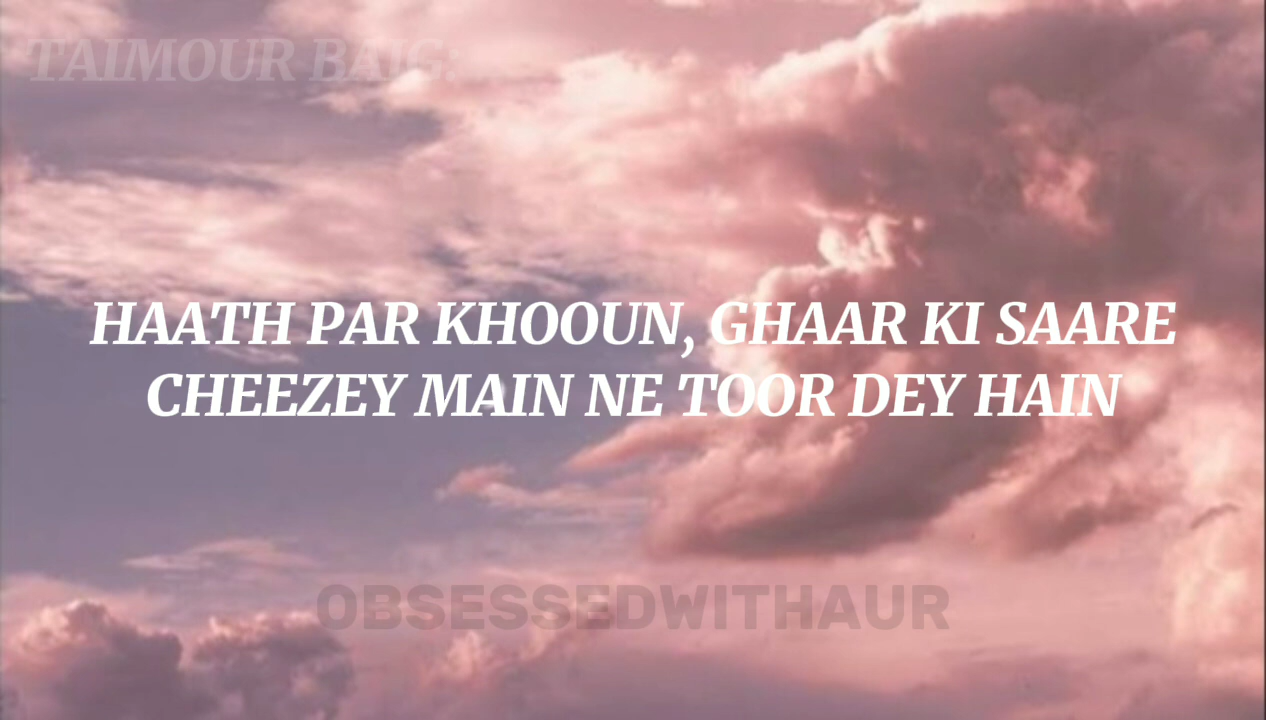 TAIMOUR BAIG:
HAATH PAR KHOOUN, GHAAR KI SAARE
CHEEZEY MAIN NE TOOR DEY HAIN
OBSESSEDWITHAUR